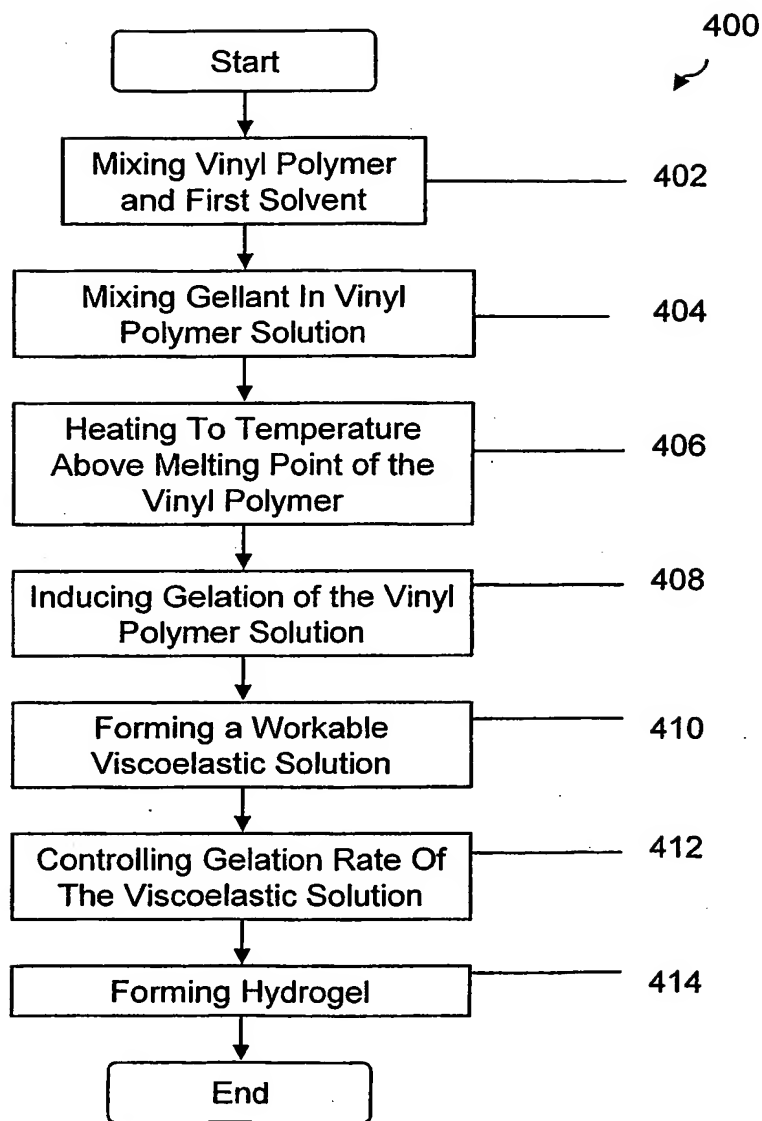 400
Start
Mixing Vinyl Polymer
and First Solvent
402
Mixing Gellant In Vinyl
Polymer Solution
404
Heating To Temperature
Above Melting Point of the
Vinyl Polymer
406
Inducing Gelation of the Vinyl
Polymer Solution
408
Forming a Workable
Viscoelastic Solution
410
Controlling Gelation Rate Of
The Viscoelastic Solution
412
Forming Hydrogel
414
End